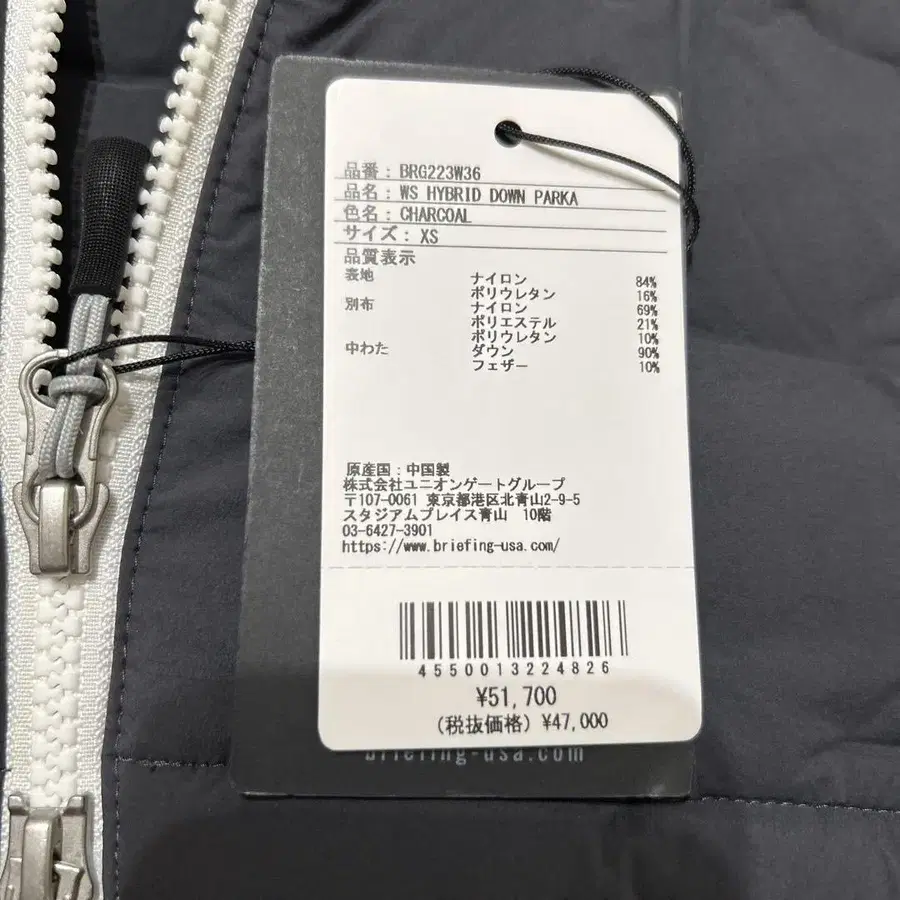 品番：BRG223W36
品名：WS HYBRID DOWN PARKA
色名：CHARCOAL
サイズ：XS
品質表示
表地 ナイロン 84%
ポリウレタン 16%
別布 ナイロン 69%
ポリエステル 21%
ポリウレタン 10%
中わた ダウン 90%
フェザー 10%
原産国：中国製
株式会社ユニオンゲートグループ
〒107-0061 東京都港区北青山2-9-5
スタジアムプレイス青山 10階
03-6427-3901
https://www.briefing-usa.com/
4550013224826
¥51,700
(税抜価格) ¥47,000
briefing-usa.com